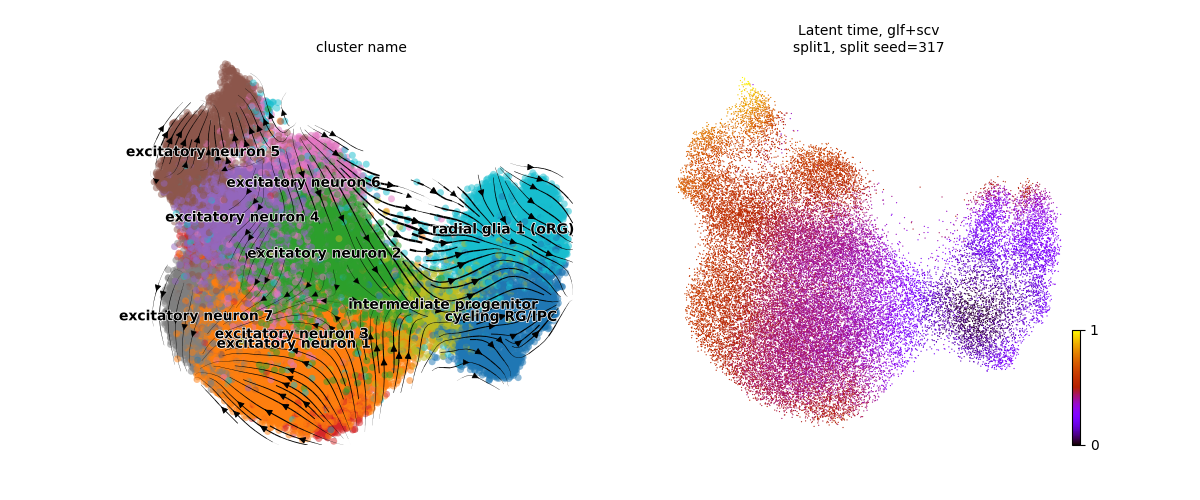 cluster name
Latent time, glf+scv
split1, split seed=317
excitatory neuron 5
excitatory neuron 6
excitatory neuron 4
radial glia 1 (oRG)
excitatory neuron 2
intermediate progenitor
excitatory neuron 7
cycling RG/IPC
excitatory neuron 3
excitatory neuron 1
1
0